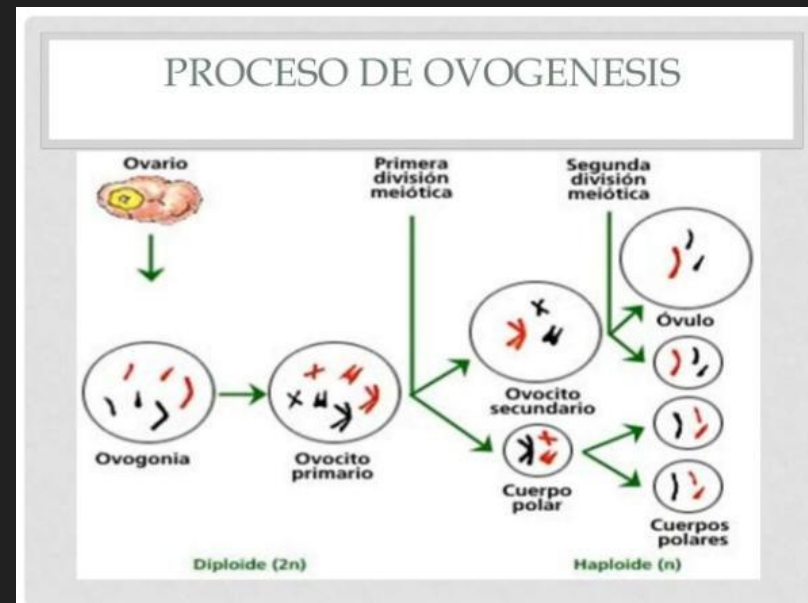 PROCESO DE OVOGENESIS
Ovario
Primera
división
meiótica
Segunda
división
meiótica
Óvulo
Ovogonia
Ovocito
primario
Ovocito
secundario
Cuerpo
polar
Cuerpos
polares
Diploide (2n)
Haploide (n)